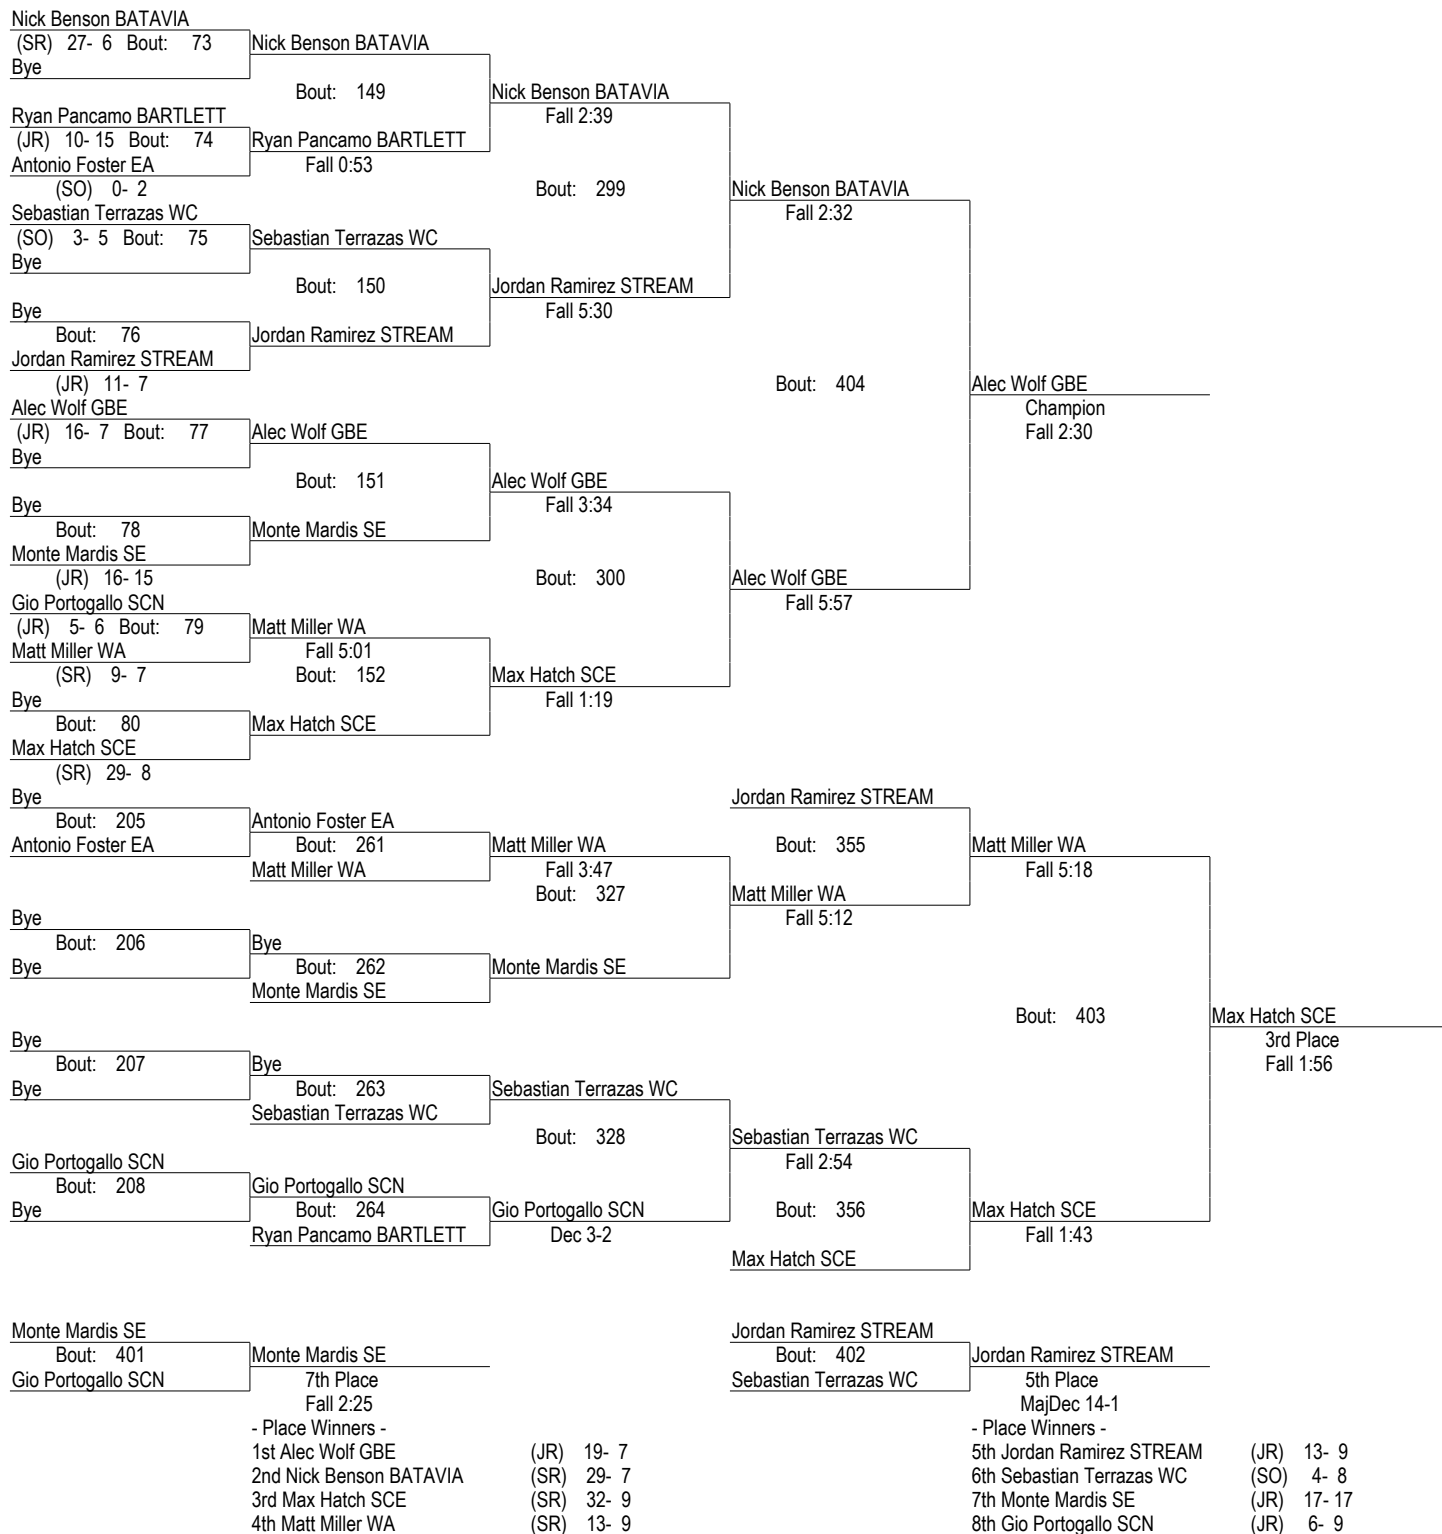 Nick Benson BATAVIA
(SR) 27- 6 Bout: 73 Nick Benson BATAVIA
Bye
Bout: 149 Nick Benson BATAVIA
Ryan Pancamo BARTLETT Fall 2:39
(JR) 10- 15 Bout: 74 Ryan Pancamo BARTLETT
Antonio Foster EA Fall 0:53
(SO) 0- 2 Bout: 299 Nick Benson BATAVIA
Sebastian Terrazas WC Fall 2:32
(SO) 3- 5 Bout: 75 Sebastian Terrazas WC
Bye
Bout: 150 Jordan Ramirez STREAM
Bye Fall 5:30
Bout: 76 Jordan Ramirez STREAM
Jordan Ramirez STREAM
(JR) 11- 7 Bout: 404 Alec Wolf GBE
Alec Wolf GBE Champion
(JR) 16- 7 Bout: 77 Alec Wolf GBE Fall 2:30
Bye
Bout: 151 Alec Wolf GBE
Bye Fall 3:34
Bout: 78 Monte Mardis SE
Monte Mardis SE
(JR) 16- 15 Bout: 300 Alec Wolf GBE
Gio Portogallo SCN Fall 5:57
(JR) 5- 6 Bout: 79 Matt Miller WA
Matt Miller WA Fall 5:01
(SR) 9- 7 Bout: 152 Max Hatch SCE
Bye Fall 1:19
Bout: 80 Max Hatch SCE
Max Hatch SCE
(SR) 29- 8
Bye Jordan Ramirez STREAM
Bout: 205 Antonio Foster EA
Antonio Foster EA Bout: 261 Matt Miller WA Bout: 355 Matt Miller WA
Matt Miller WA Fall 3:47 Fall 5:18
Bout: 327 Matt Miller WA
Bye Fall 5:12
Bout: 206 Bye
Bye Bout: 262 Monte Mardis SE
Monte Mardis SE
Bout: 403 Max Hatch SCE
Bye 3rd Place
Bout: 207 Bye Fall 1:56
Bye Bout: 263 Sebastian Terrazas WC
Sebastian Terrazas WC
Bout: 328 Sebastian Terrazas WC
Gio Portogallo SCN Fall 2:54
Bout: 208 Gio Portogallo SCN
Bye Bout: 264 Gio Portogallo SCN Bout: 356 Max Hatch SCE
Ryan Pancamo BARTLETT Dec 3-2 Fall 1:43
Max Hatch SCE
Monte Mardis SE Jordan Ramirez STREAM
Bout: 401 Monte Mardis SE Bout: 402 Jordan Ramirez STREAM
Gio Portogallo SCN 7th Place Sebastian Terrazas WC 5th Place
Fall 2:25 MajDec 14-1
- Place Winners - - Place Winners -
1st Alec Wolf GBE (JR) 19- 7 5th Jordan Ramirez STREAM (JR) 13- 9
2nd Nick Benson BATAVIA (SR) 29- 7 6th Sebastian Terrazas WC (SO) 4- 8
3rd Max Hatch SCE (SR) 32- 9 7th Monte Mardis SE (JR) 17- 17
4th Matt Miller WA (SR) 13- 9 8th Gio Portogallo SCN (JR) 6- 9